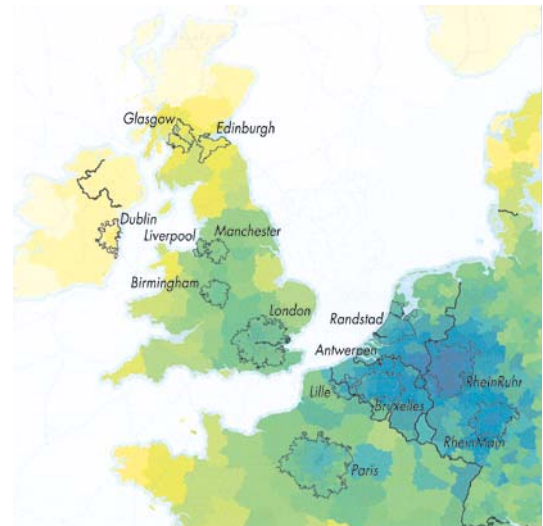 Glasgow
Edinburgh
Dublin
Liverpool
Manchester
Birmingham
London
Randstad
Antwerpen
Lille
Bruxelles
RheinRuhr
RheinMain
Paris